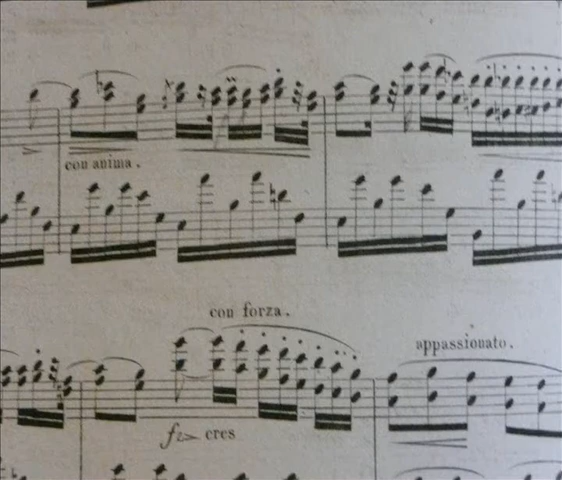 con anima.
con forza.
appassionato.
fz> cres